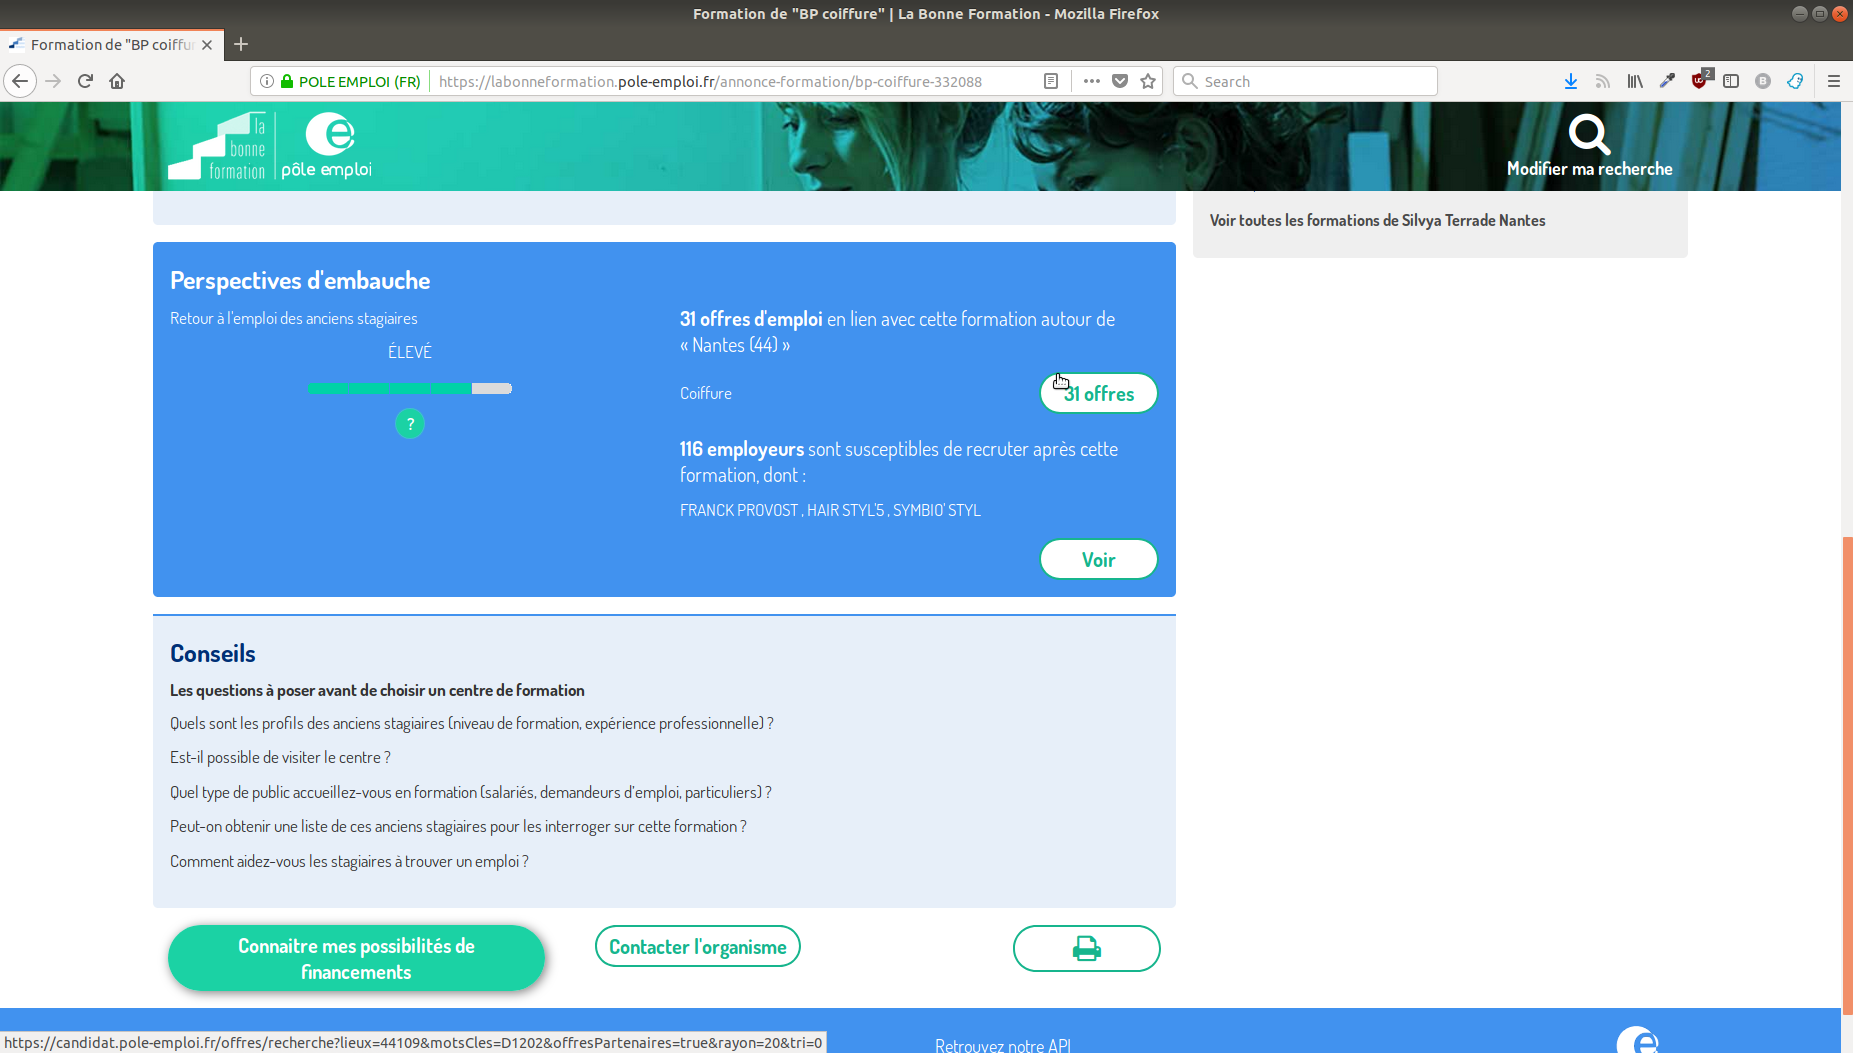 Formation de "BP coiffure" | La Bonne Formation - Mozilla Firefox
Formation de "BP coiffu
POLE EMPLOI (FR)
https://labonneformation.pole-emploi.fr/annonce-formation/bp-coiffure-332088
Search
2
B
la
bonne
formation
pôle emploi
Modifier ma recherche
Voir toutes les formations de Silvya Terrade Nantes
Perspectives d'embauche
Retour à l'emploi des anciens stagiaires
ÉLEVÉ
?
31 offres d'emploi en lien avec cette formation autour de
« Nantes (44) »
Coiffure
31 offres
116 employeurs sont susceptibles de recruter après cette
formation, dont :
FRANCK PROVOST , HAIR STYL'5 , SYMBIO' STYL
Voir
Conseils
Les questions à poser avant de choisir un centre de formation
Quels sont les profils des anciens stagiaires (niveau de formation, expérience professionnelle) ?
Est-il possible de visiter le centre ?
Quel type de public accueillez-vous en formation (salariés, demandeurs d'emploi, particuliers) ?
Peut-on obtenir une liste de ces anciens stagiaires pour les interroger sur cette formation ?
Comment aidez-vous les stagiaires à trouver un emploi ?
Connaitre mes possibilités de
financements
Contacter l'organisme
Retrouvez notre API
https://candidat.pole-emploi.fr/offres/recherche?lieux=44109&motsCles=D1202&offresPartenaires=true&rayon=20&tri=0